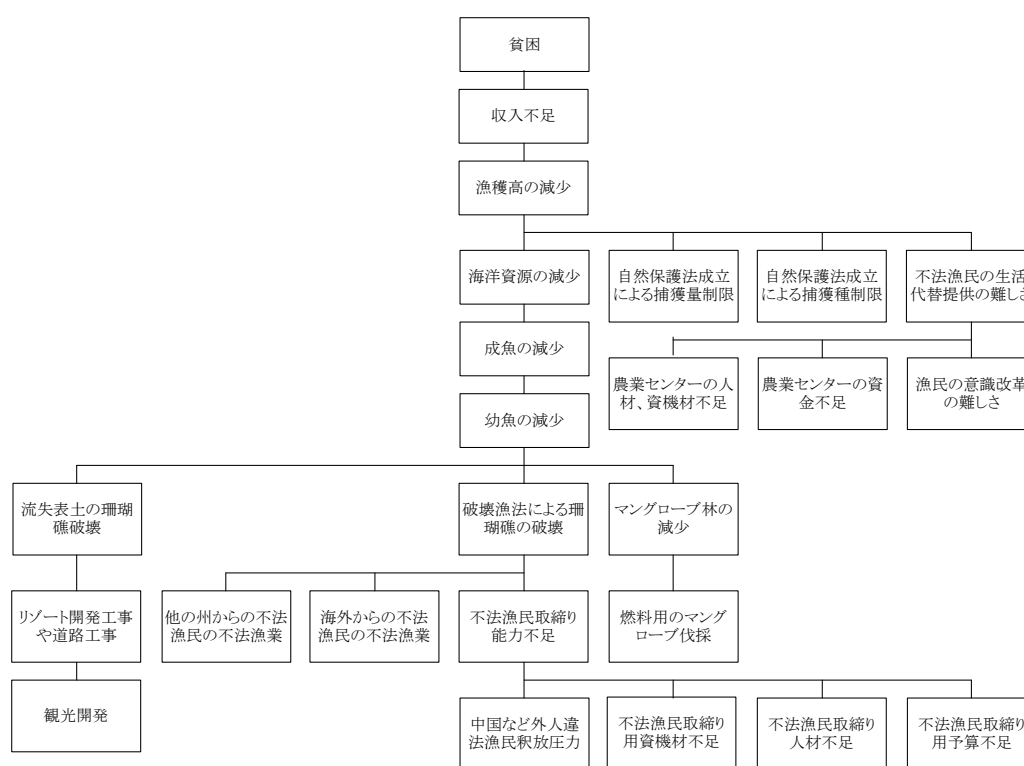 貧困
収入不足
漁穫高の減少
海洋資源の減少
自然保護法成立
による捕獲量制限
自然保護法成立
による捕獲種制限
不法漁民の生活
代替提供の難しさ
成魚の減少
農業センターの人
材、資機材不足
農業センターの資
金不足
漁民の意識改革
の難しさ
幼魚の減少
流失表土の珊瑚
礁破壊
破壊漁法による珊
瑚礁の破壊
マングローブ林の
減少
リゾート開発工事
や道路工事
他の州からの不法
漁民の不法漁業
海外からの不法
漁民の不法漁業
不法漁民取締り
能力不足
燃料用のマング
ローブ伐採
観光開発
中国など外人違
法漁民釈放圧力
不法漁民取締り
用資機材不足
不法漁民取締り
人材不足
不法漁民取締り
用予算不足